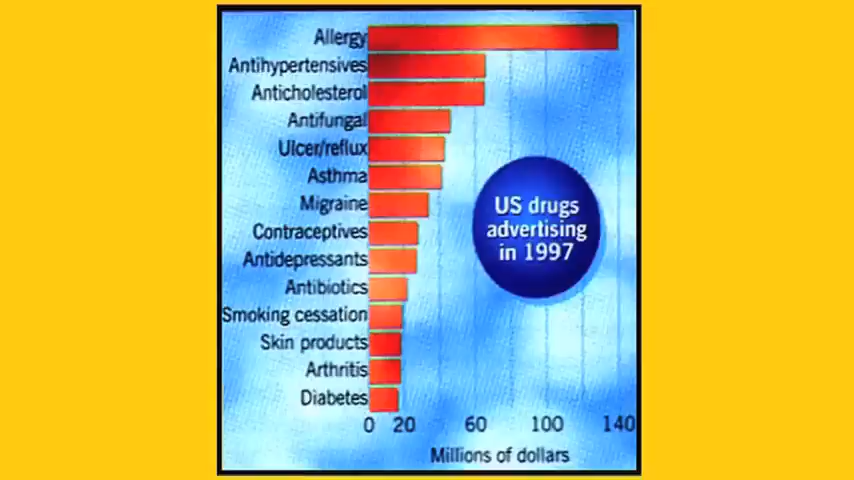 Allergy
Antihypertensives
Anticholesterol
Antifungal
Ulcer/reflux
Asthma
Migraine
Contraceptives
Antidepressants
Antibiotics
Smoking cessation
Skin products
Arthritis
Diabetes
US drugs
advertising
in 1997
0 20 60 100 140
Millions of dollars